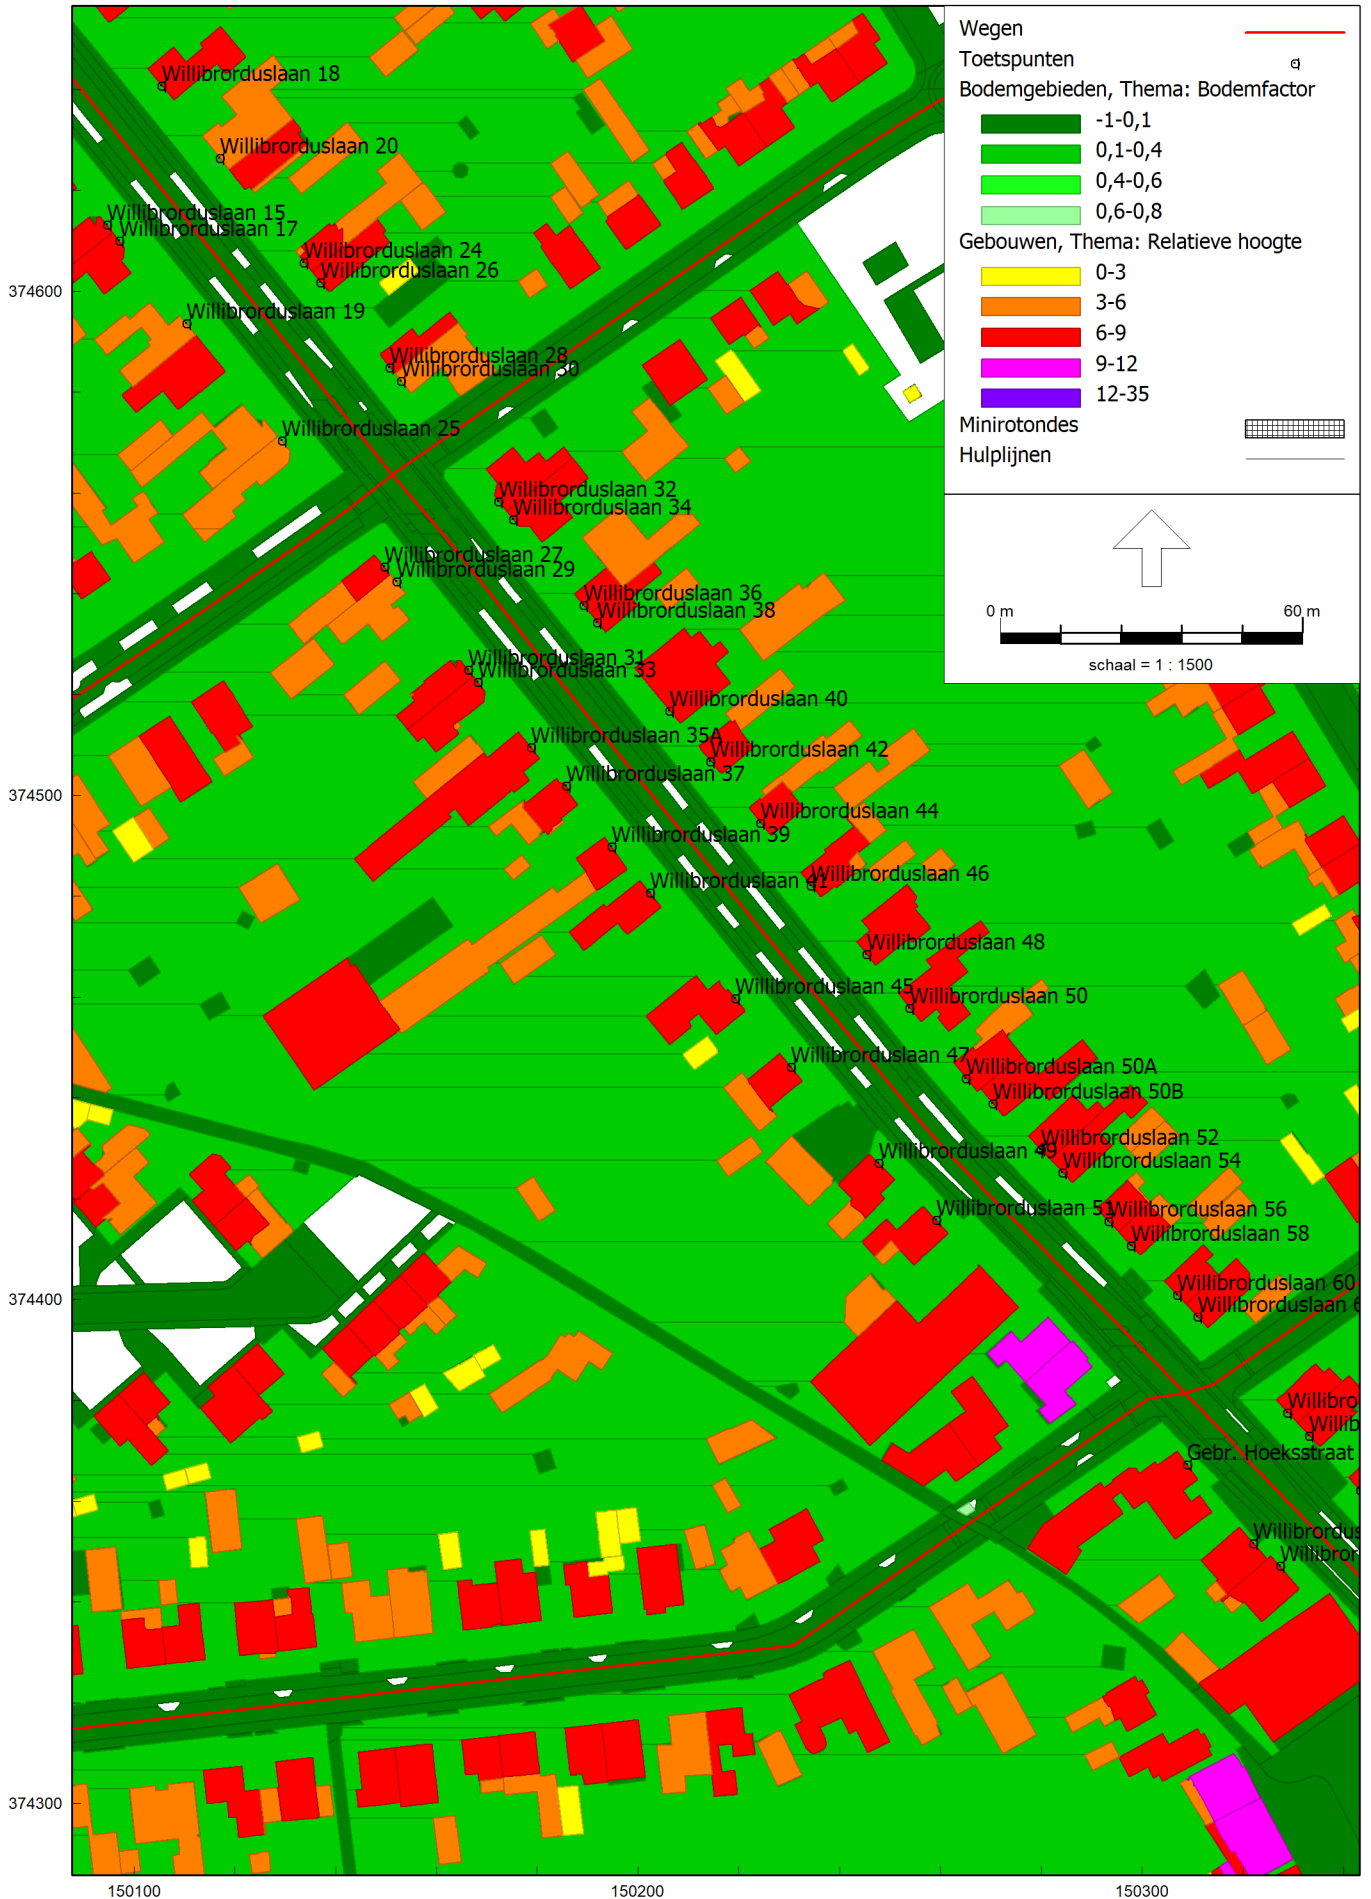 Wegen
Toetspunten
Bodemgebieden, Thema: Bodemfactor
-1-0,1
0,1-0,4
0,4-0,6
0,6-0,8
Gebouwen, Thema: Relatieve hoogte
0-3
3-6
6-9
9-12
12-35
Minirotondes
Hulplijnen
0 m
60 m
schaal = 1 : 1500
Willibrorduslaan 18
Willibrorduslaan 20
Willibrorduslaan 15
Willibrorduslaan 17
Willibrorduslaan 24
Willibrorduslaan 26
374600
Willibrorduslaan 19
Willibrorduslaan 28
Willibrorduslaan 30
Willibrorduslaan 25
Willibrorduslaan 32
Willibrorduslaan 34
Willibrorduslaan 27
Willibrorduslaan 29
Willibrorduslaan 36
Willibrorduslaan 38
Willibrorduslaan 31
Willibrorduslaan 33
Willibrorduslaan 40
Willibrorduslaan 35A
Willibrorduslaan 42
Willibrorduslaan 37
374500
Willibrorduslaan 44
Willibrorduslaan 39
Willibrorduslaan 46
Willibrorduslaan 41
Willibrorduslaan 48
Willibrorduslaan 45
Willibrorduslaan 50
Willibrorduslaan 47
Willibrorduslaan 50A
Willibrorduslaan 50B
Willibrorduslaan 52
Willibrorduslaan 49
Willibrorduslaan 54
Willibrorduslaan 51
Willibrorduslaan 56
Willibrorduslaan 58
Willibrorduslaan 60
374400
Willibrorduslaan 6
Willibro
Willib
Gebr. Hoeksstraat
Willibrordus
Willibror
374300
150100
150200
150300